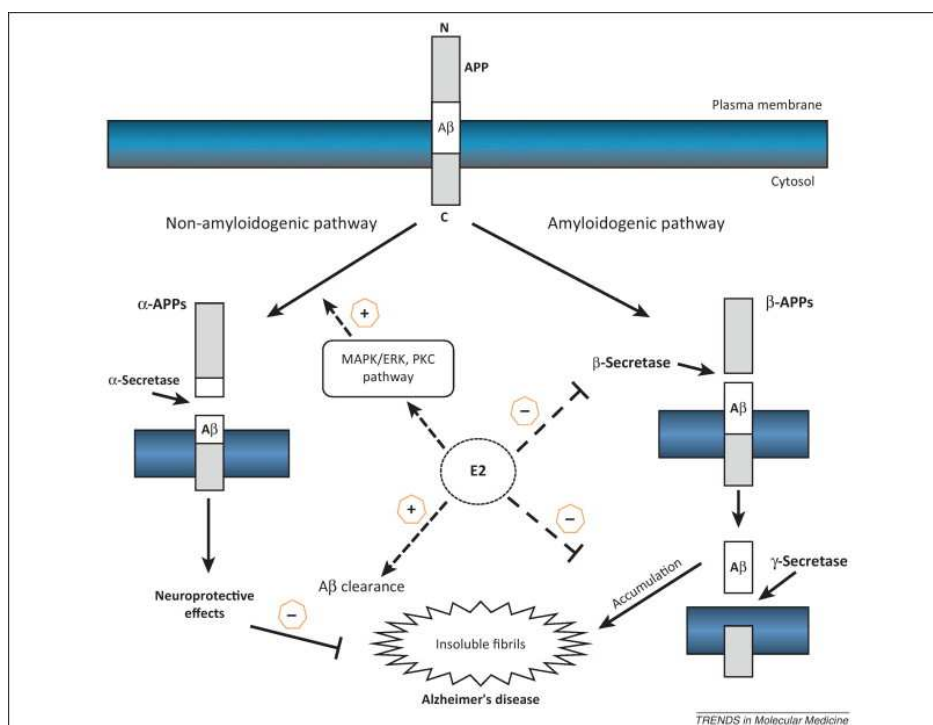 N
APP
Plasma membrane
Aβ
Cytosol
C
Non-amyloidogenic pathway
Amyloidogenic pathway
α-APPs
β-APPs
+
MAPK/ERK, PKC
pathway
α-Secretase
β-Secretase
Aβ
−
Aβ
E2
+
−
Aβ clearance
Aβ
γ-Secretase
Accumulation
Neuroprotective
effects
−
Insoluble fibrils
Alzheimer's disease
TRENDS in Molecular Medicine